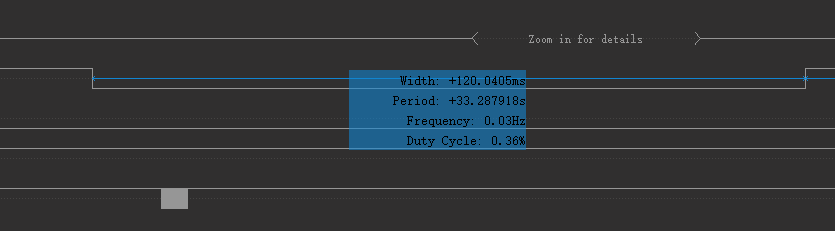 Zoom in for details
Width: +120.0405ms
Period: +33.287918s
Frequency: 0.03Hz
Duty Cycle: 0.36%